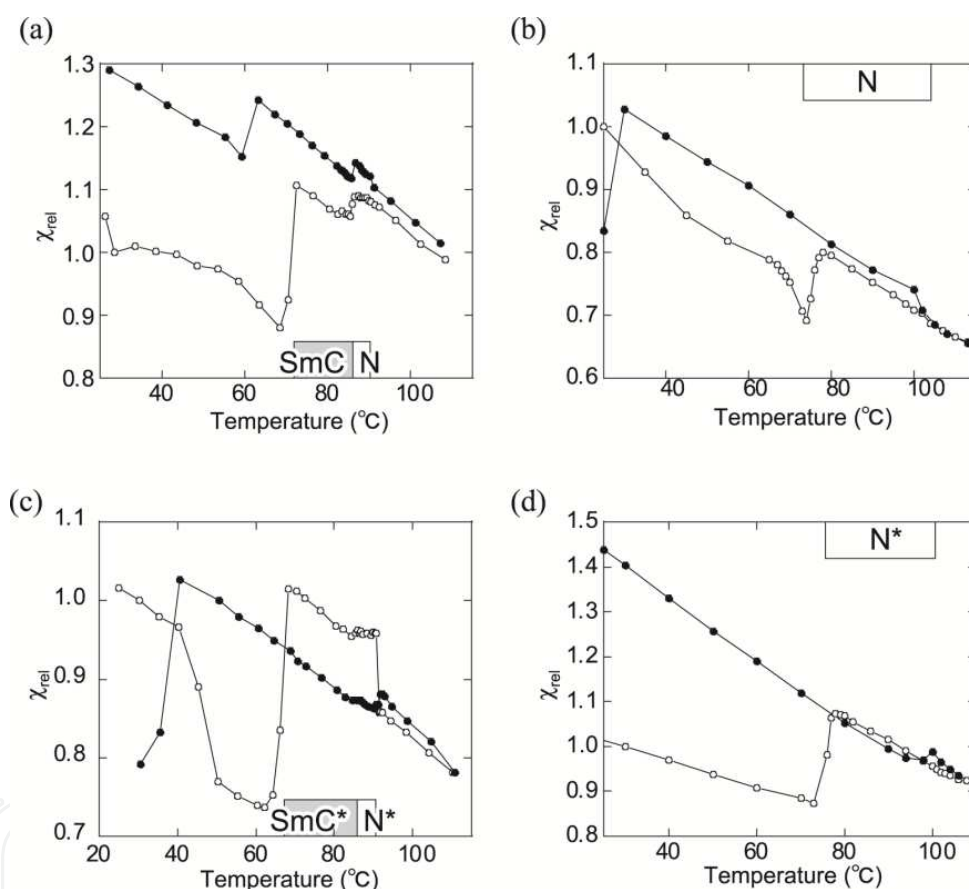 (a)
1.3
1.2
1.1
1.0
0.9
0.8
χrel
SmC N
40 60 80 100
Temperature (℃)
(b)
N
1.0
0.9
0.8
0.7
0.6
χrel
40 60 80 100
Temperature (℃)
(c)
1.1
1.0
0.9
0.8
0.7
χrel
SmC* N*
20 40 60 80 100
Temperature (℃)
(d)
N*
1.5
1.4
1.3
1.2
1.1
1.0
0.9
0.8
χrel
40 60 80 100
Temperature (℃)